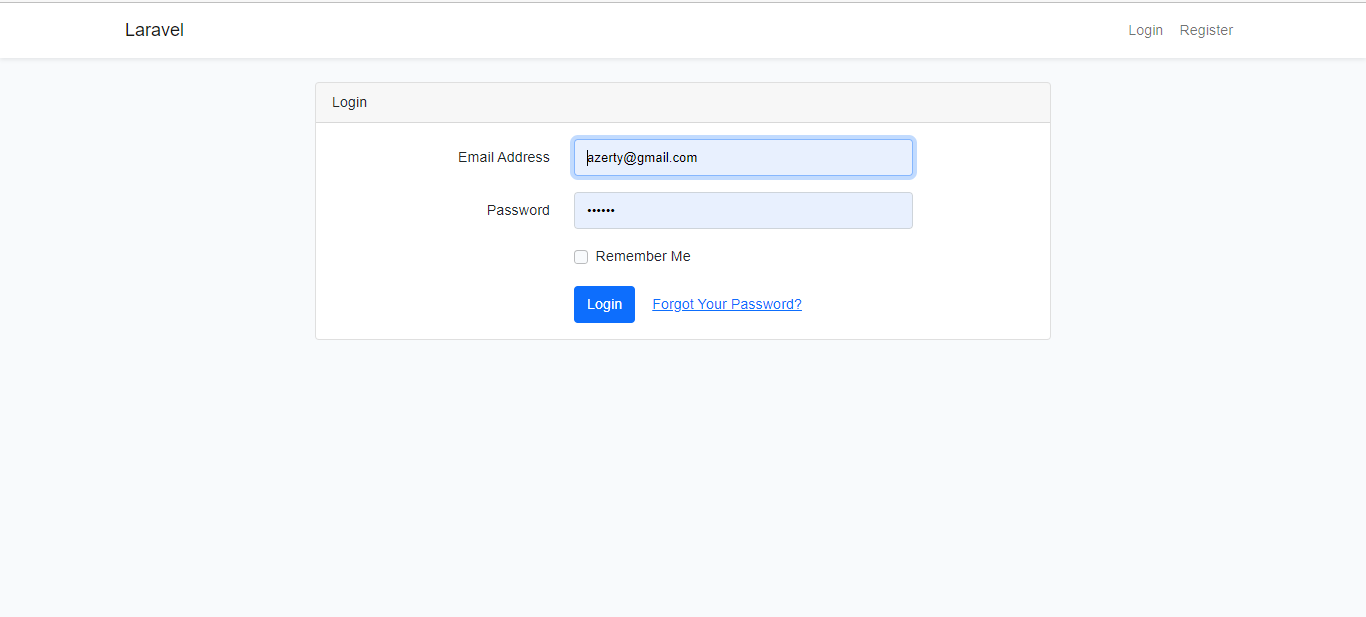 Laravel
Login Register
Login
Email Address azerty@gmail.com
Password ••••••
Remember Me
Login Forgot Your Password?